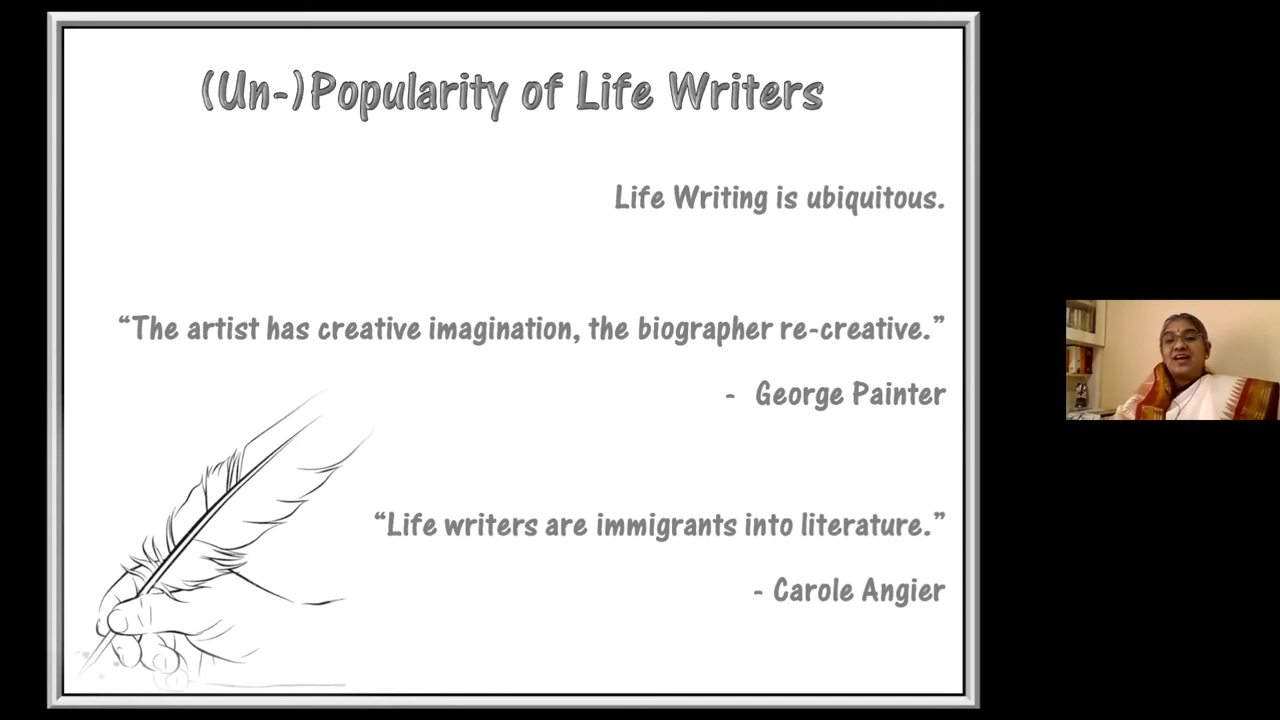 (Un-)Popularity of Life Writers
Life Writing is ubiquitous.
“The artist has creative imagination, the biographer re-creative.”
- George Painter
“Life writers are immigrants into literature.”
- Carole Angier